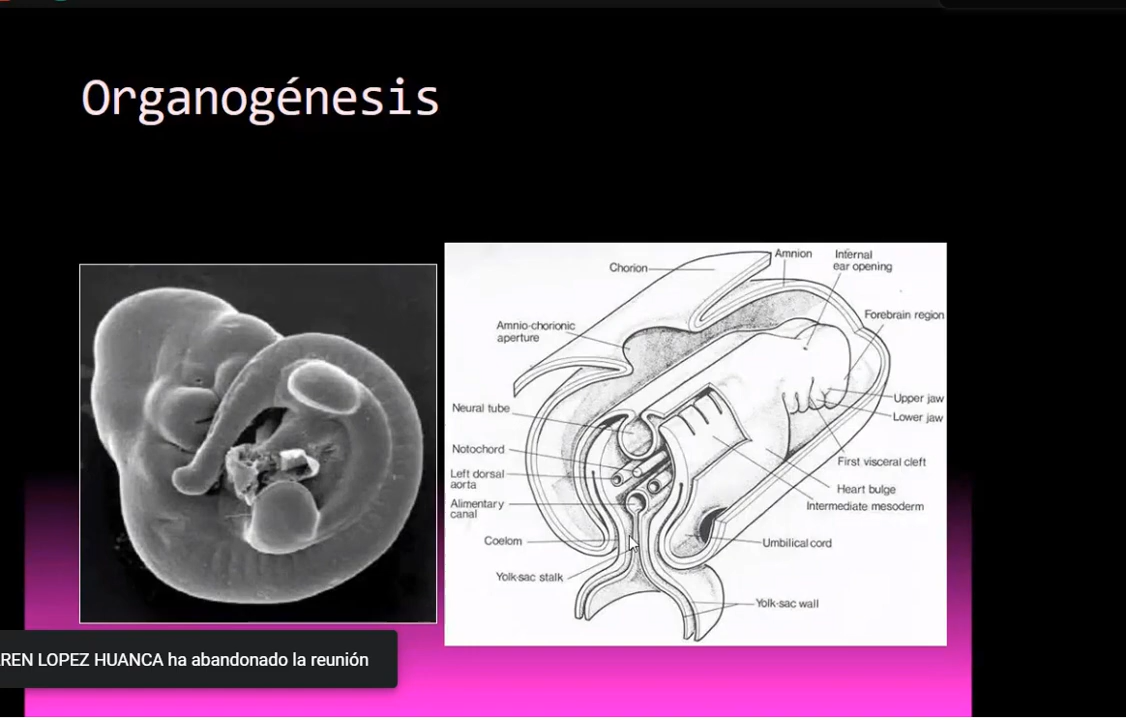 Organogénesis
Chorion
Amnion
Internal
ear opening
Forebrain region
Amnio-chorionic
aperture
Upper jaw
Lower jaw
Neural tube
Notochord
First visceral cleft
Left dorsal
aorta
Heart bulge
Alimentary
canal
Intermediate mesoderm
Coelom
Umbilical cord
Yolk-sac stalk
Yolk-sac wall
LOPEZ HUANCA ha abandonado la reunión